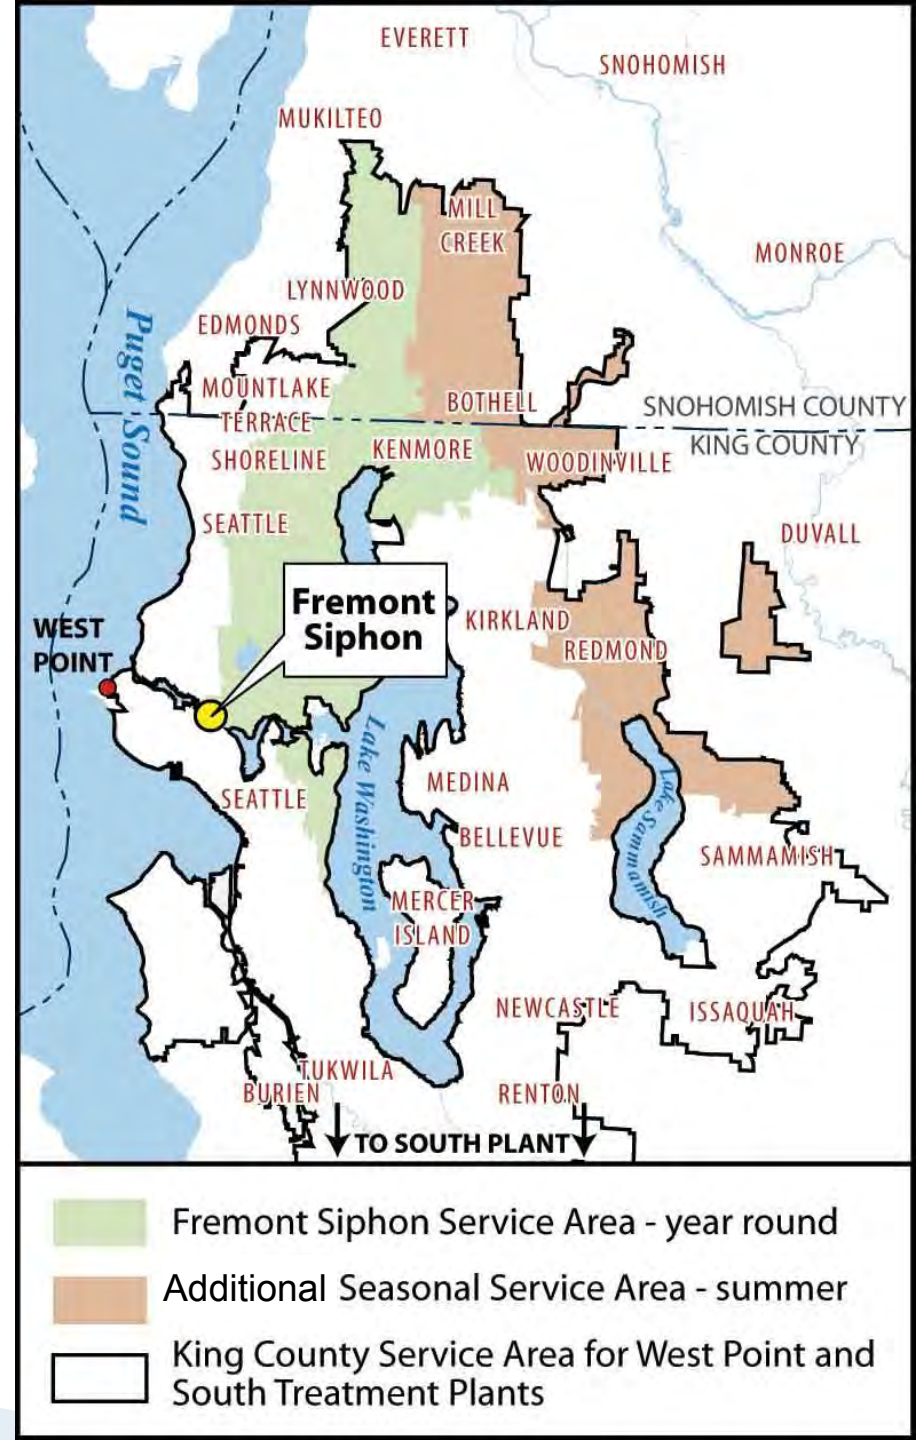 EVERETT
SNOHOMISH
MUKILTEO
MILL
CREEK
MONROE
LYNNWOOD
EDMONDS
Puget Sound
MOUNTLAKE
TERRACE
BOTHELL
SNOHOMISH COUNTY
KING COUNTY
SHORELINE
KENMORE
WOODINVILLE
SEATTLE
DUVALL
Fremont
Siphon
WEST
POINT
KIRKLAND
REDMOND
Lake Washington
MEDINA
Lake Sammamish
SEATTLE
BELLEVUE
SAMMAMISH
MERCER
ISLAND
NEWCASTLE
ISSAQUAH
TUKWILA
BURIEN
RENTON
TO SOUTH PLANT
Fremont Siphon Service Area - year round
Additional Seasonal Service Area - summer
King County Service Area for West Point and
South Treatment Plants